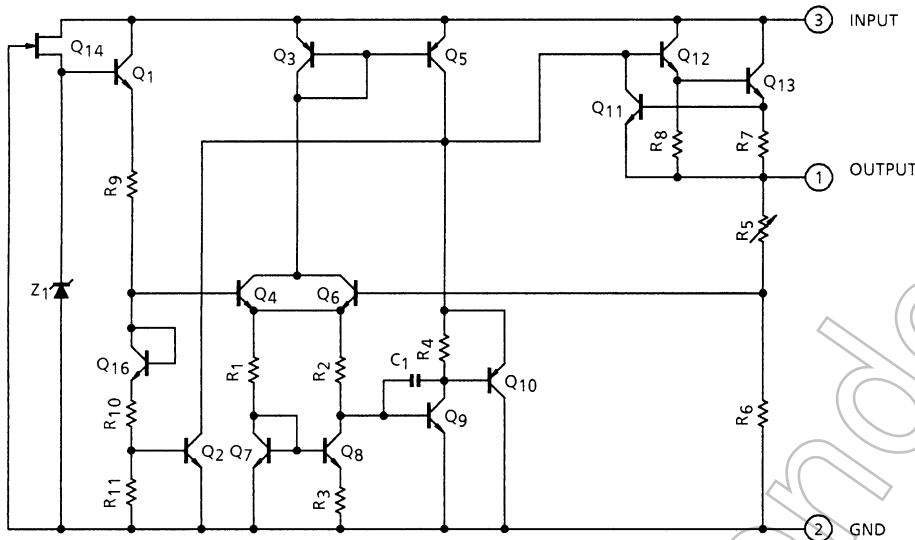 3 INPUT
Q14
Q1
Q3
Q5
Q12
Q13
Q11
R8
R7
1 OUTPUT
R9
R5
Z1
Q4
Q6
Q16
R1
R2
C1
R4
Q10
R10
Q9
R6
Q2
Q7
Q8
R11
R3
2 GND